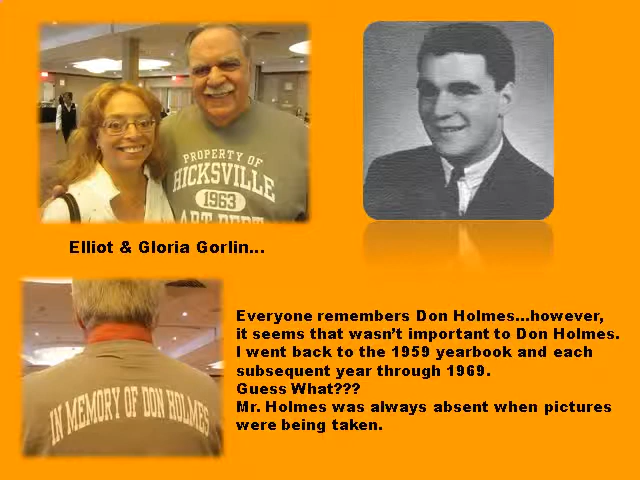 PROPERTY OF
HICKSVILLE
1963
ART DEPT
Elliot & Gloria Gorlin...
IN MEMORY OF DON HOLMES
Everyone remembers Don Holmes...however,
it seems that wasn't important to Don Holmes.
I went back to the 1959 yearbook and each
subsequent year through 1969.
Guess What???
Mr. Holmes was always absent when pictures
were being taken.